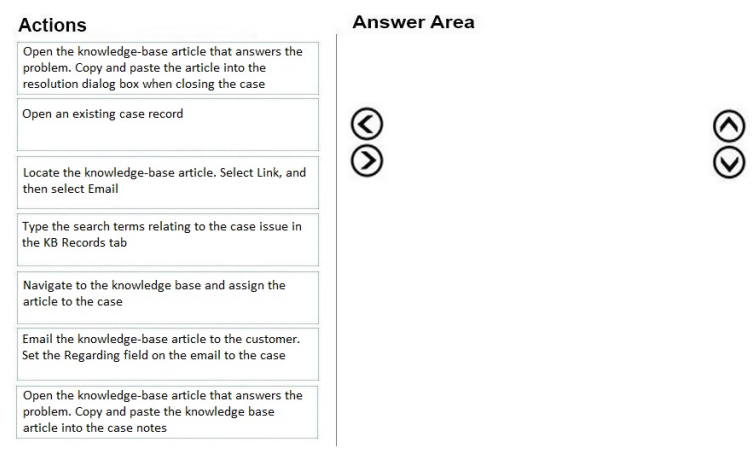 Actions
Answer Area
Open the knowledge-base article that answers the
problem. Copy and paste the article into the
resolution dialog box when closing the case
Open an existing case record
Locate the knowledge-base article. Select Link, and
then select Email
Type the search terms relating to the case issue in
the KB Records tab
Navigate to the knowledge base and assign the
article to the case
Email the knowledge-base article to the customer.
Set the Regarding field on the email to the case
Open the knowledge-base article that answers the
problem. Copy and paste the knowledge base
article into the case notes